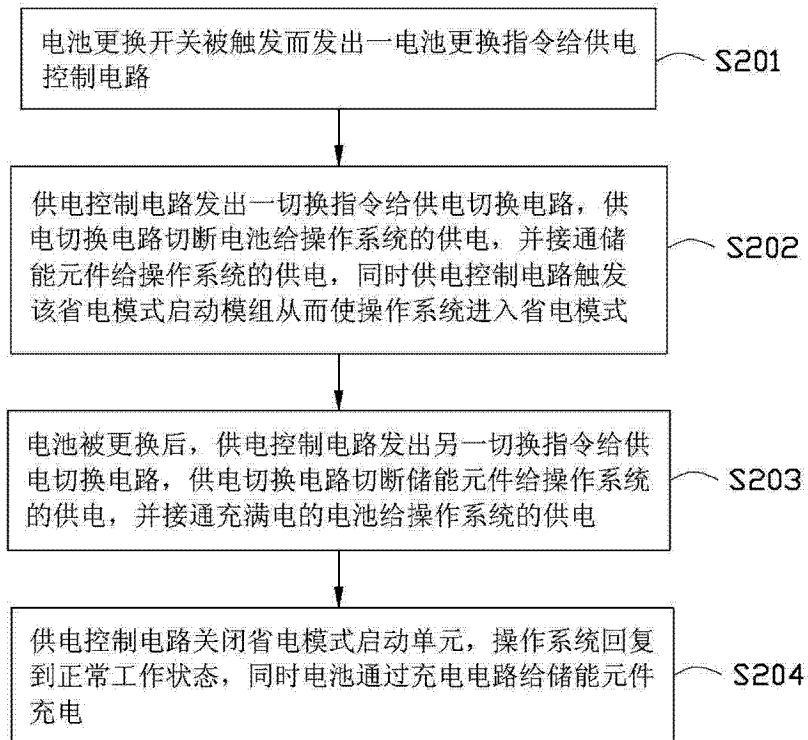 电池更换开关被触发而发出一电池更换指令给供电
控制电路
S201
供电控制电路发出一切换指令给供电切换电路，供
电切换电路切断电池给操作系统的供电，并接通储
能元件给操作系统的供电，同时供电控制电路触发
该省电模式启动模组从而使操作系统进入省电模式
S202
电池被更换后，供电控制电路发出另一切换指令给供
电切换电路，供电切换电路切断储能元件给操作系统
的供电，并接通充满电的电池给操作系统的供电
S203
供电控制电路关闭省电模式启动单元，操作系统回复
到正常工作状态，同时电池通过充电电路给储能元件
充电
S204